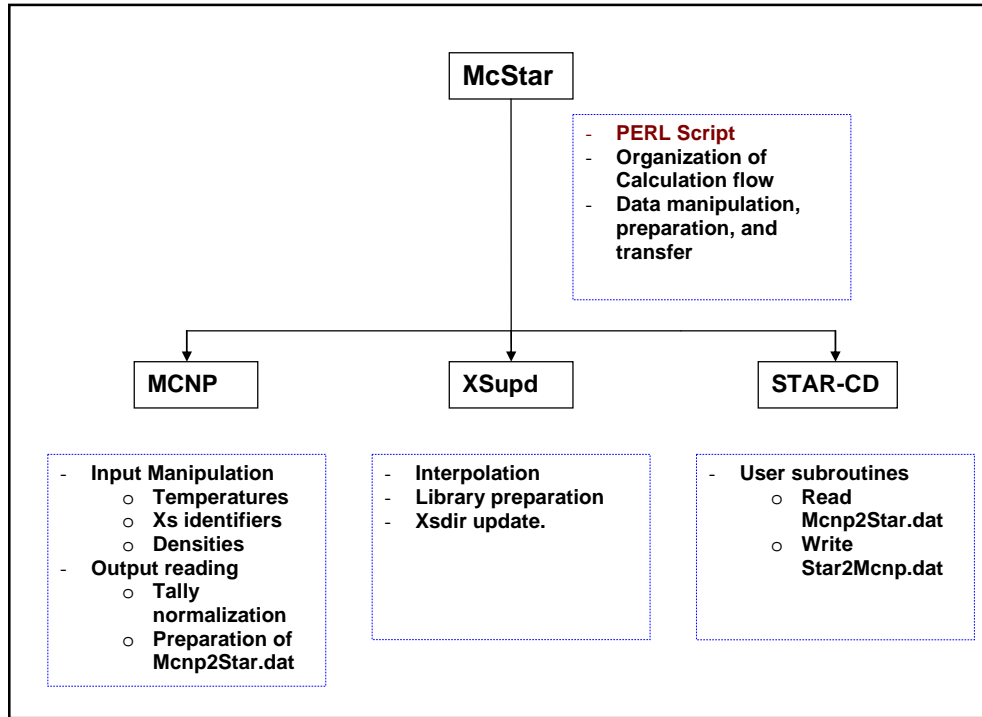 McStar
- PERL Script
- Organization of
Calculation flow
- Data manipulation,
preparation, and
transfer
MCNP
XSupd
STAR-CD
- Input Manipulation
o Temperatures
o Xs identifiers
o Densities
- Output reading
o Tally
normalization
o Preparation of
Mcnp2Star.dat
- Interpolation
- Library preparation
- Xsdir update.
- User subroutines
o Read
Mcnp2Star.dat
o Write
Star2Mcnp.dat